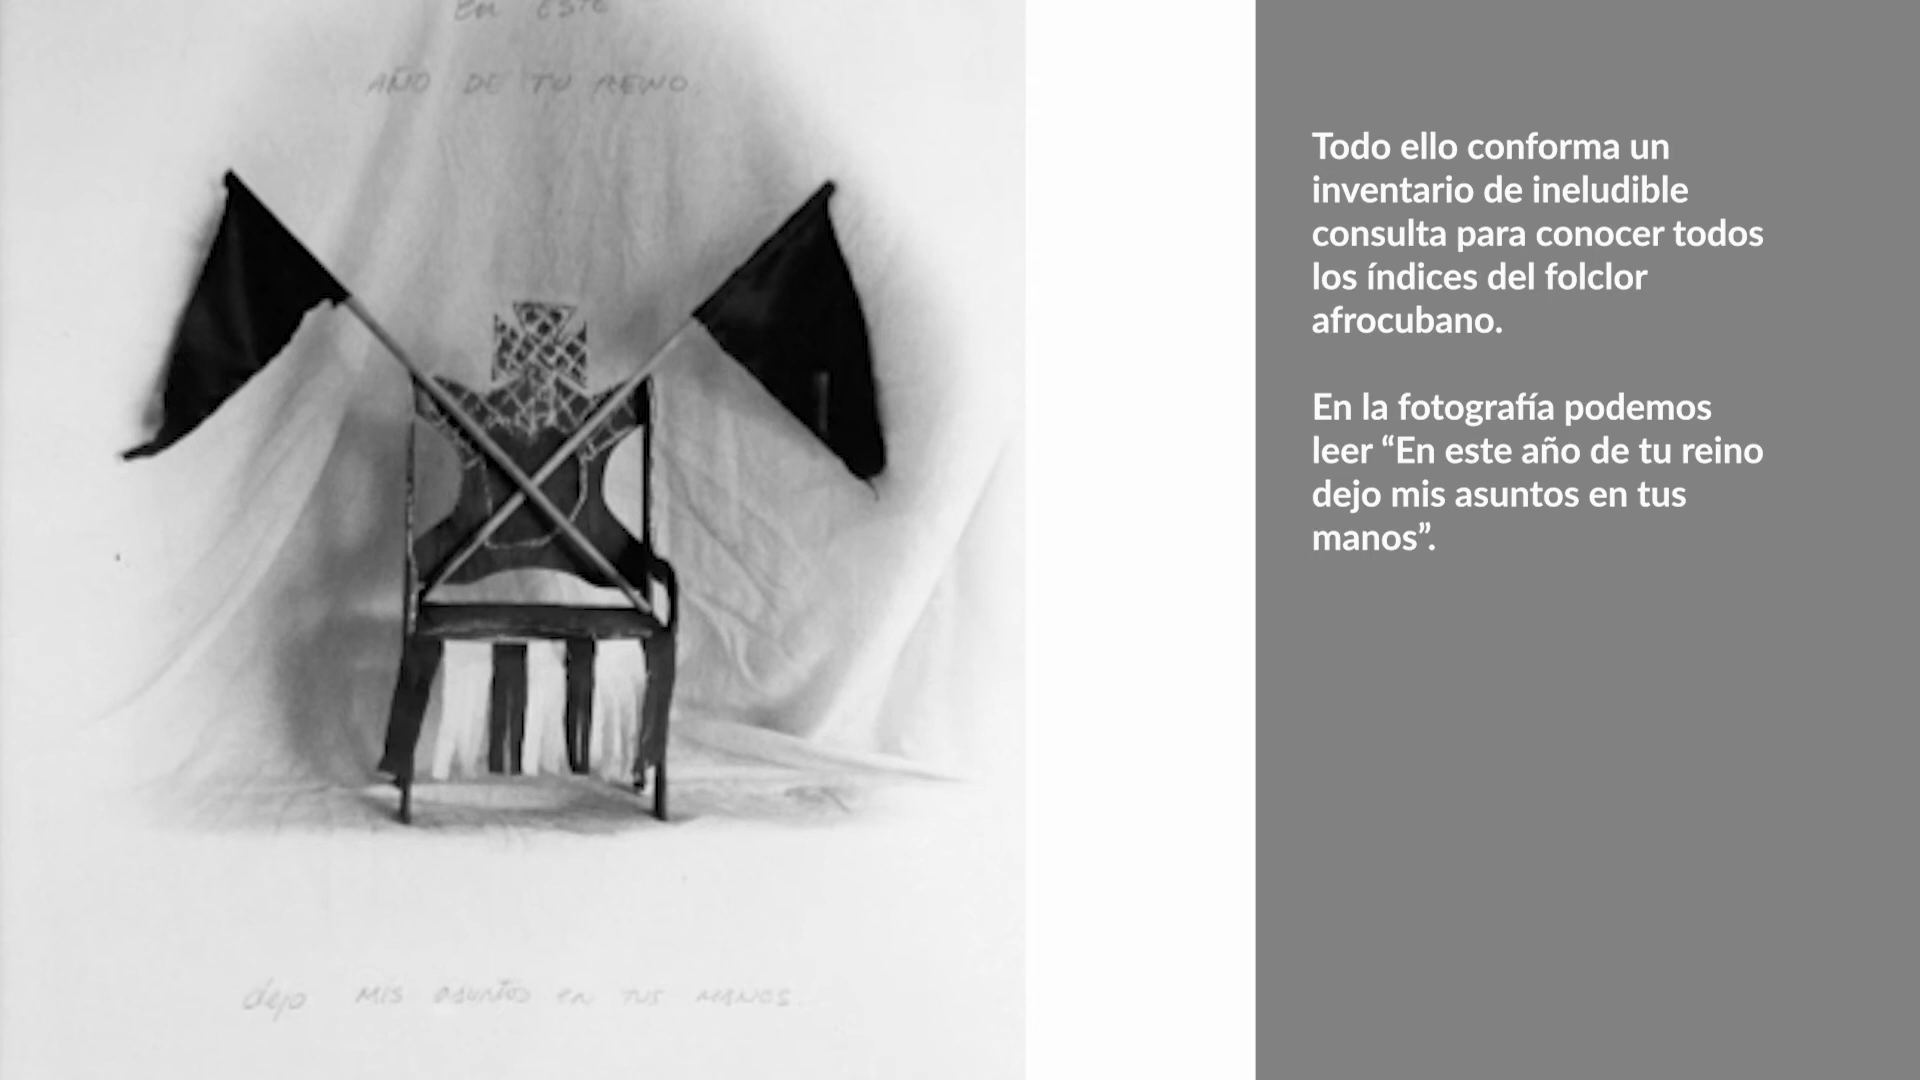 En este
AÑO DE TU REINO,
dejo mis asuntos en tus manos.
Todo ello conforma un
inventario de ineludible
consulta para conocer todos
los índices del folclor
afrocubano.
En la fotografía podemos
leer “En este año de tu reino
dejo mis asuntos en tus
manos”.